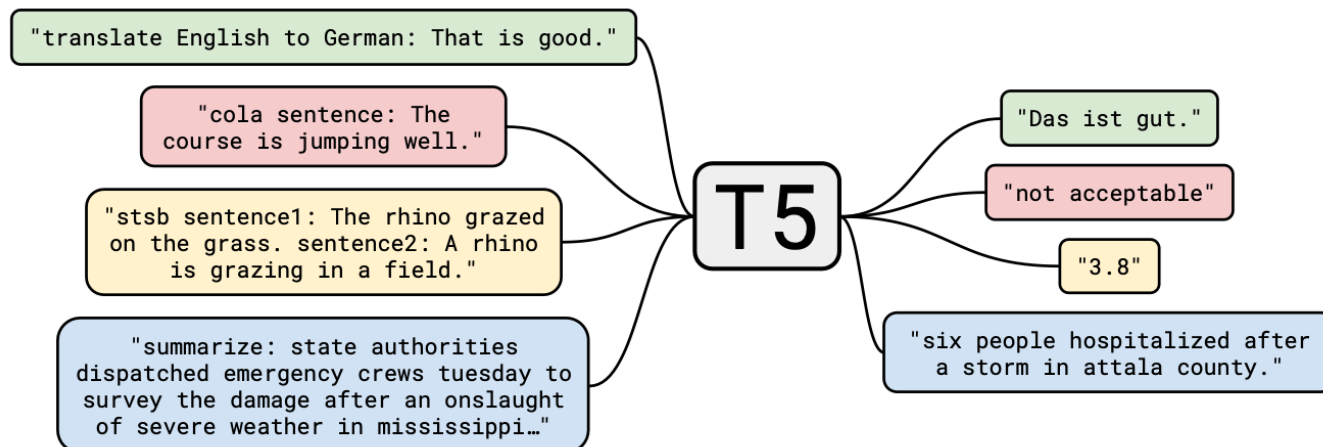 "translate English to German: That is good."
"cola sentence: The
course is jumping well."
"stsb sentence1: The rhino grazed
on the grass. sentence2: A rhino
is grazing in a field."
"summarize: state authorities
dispatched emergency crews tuesday to
survey the damage after an onslaught
of severe weather in mississippi…"
T5
"Das ist gut."
"not acceptable"
"3.8"
"six people hospitalized after
a storm in attala county."